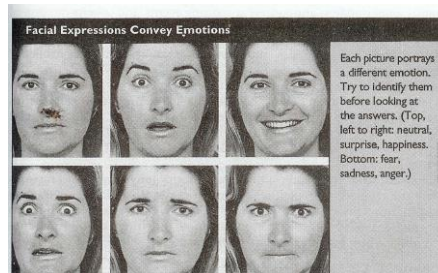 Facial Expressions Convey Emotions
Each picture portrays
a different emotion.
Try to identify them
before looking at
the answers. (Top,
left to right: neutral,
surprise, happiness.
Bottom: fear,
sadness, anger.)